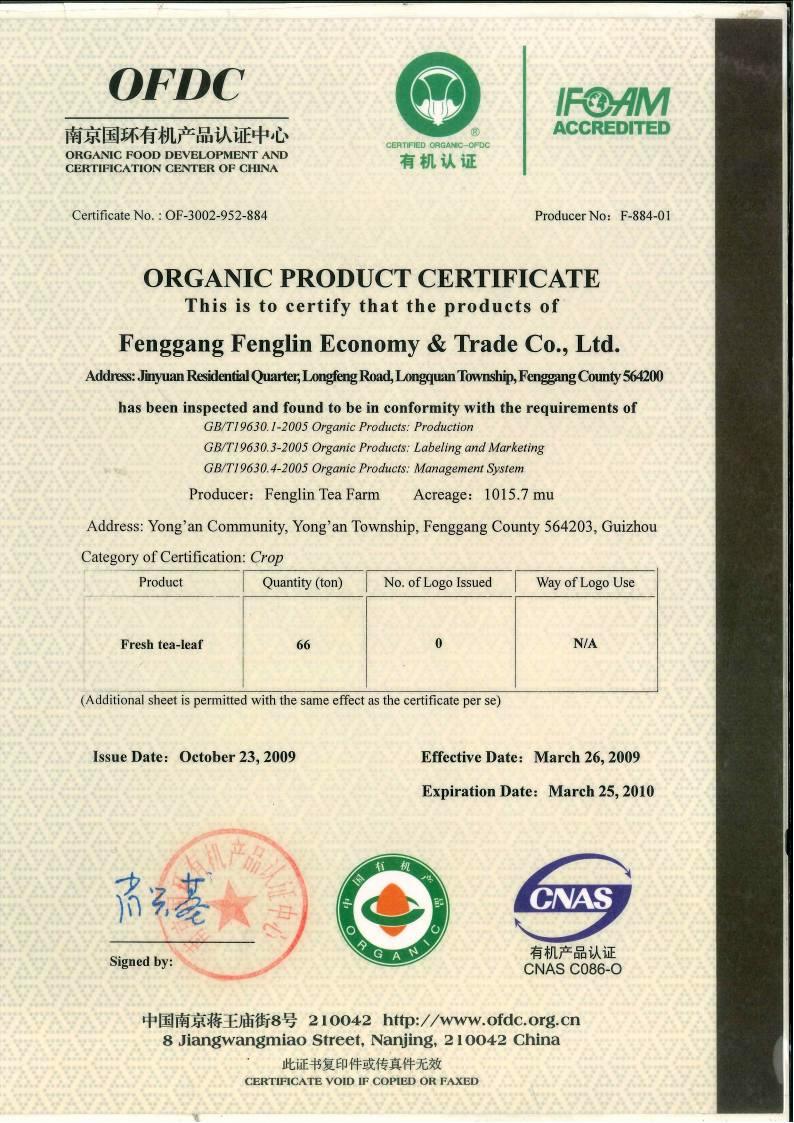 OFDC
南京国环有机产品认证中心
ORGANIC FOOD DEVELOPMENT AND
CERTIFICATION CENTER OF CHINA
®
CERTIFIED ORGANIC-OFDC
有机认证
IFOAM
ACCREDITED
Certificate No. : OF-3002-952-884
Producer No: F-884-01
ORGANIC PRODUCT CERTIFICATE
This is to certify that the products of
Fenggang Fenglin Economy & Trade Co., Ltd.
Address: Jinyuan Residential Quarter, Longfeng Road, Longquan Township, Fenggang County 564200
has been inspected and found to be in conformity with the requirements of
GB/T19630.1-2005 Organic Products: Production
GB/T19630.3-2005 Organic Products: Labeling and Marketing
GB/T19630.4-2005 Organic Products: Management System
Producer: Fenglin Tea Farm Acreage: 1015.7 mu
Address: Yong'an Community, Yong'an Township, Fenggang County 564203, Guizhou
Category of Certification: Crop
Product Quantity (ton) No. of Logo Issued Way of Logo Use
Fresh tea-leaf 66 0 N/A
(Additional sheet is permitted with the same effect as the certificate per se)
Issue Date: October 23, 2009
Effective Date: March 26, 2009
Expiration Date: March 25, 2010
有机产品认证中心
Signed by:
中国有机产品
ORGANIC
CNAS
有机产品认证
CNAS C086-O
中国南京蒋王庙街8号 210042 http://www.ofdc.org.cn
8 Jiangwangmiao Street, Nanjing, 210042 China
此证书复印件或传真件无效
CERTIFICATE VOID IF COPIED OR FAXED